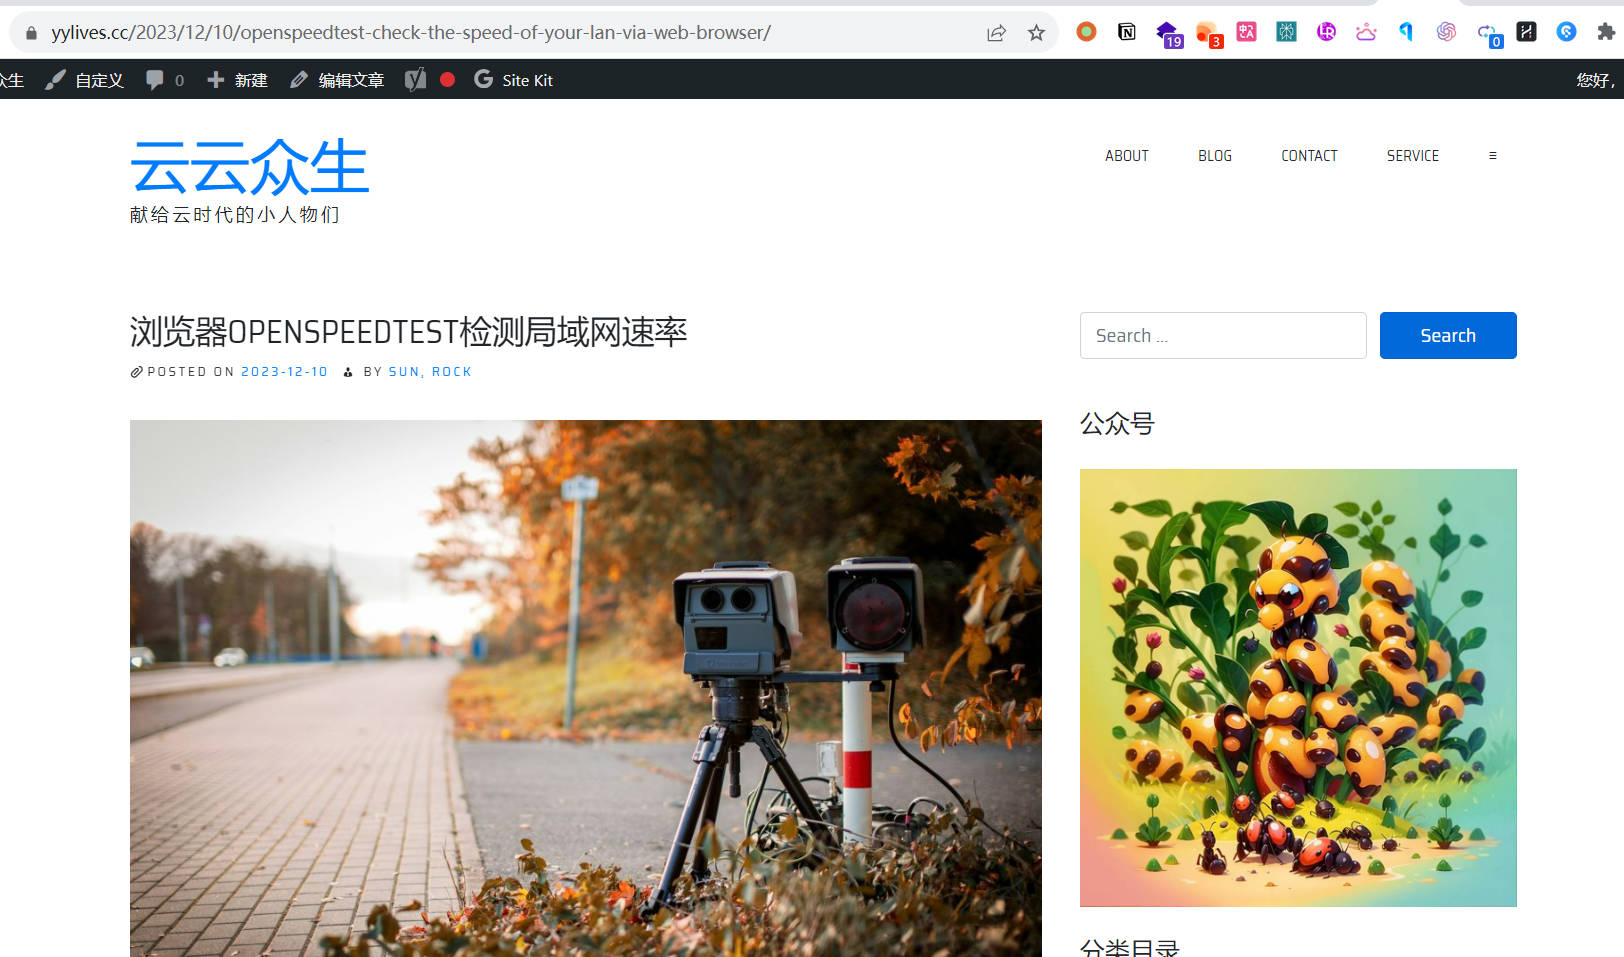 yylives.cc/2023/12/10/openspeedtest-check-the-speed-of-your-lan-via-web-browser/
19
3
0
众生 自定义 0 新建 编辑文章 Site Kit 您好，
云云众生
献给云时代的小人物们
ABOUT BLOG CONTACT SERVICE
浏览器OPENSPEEDTEST检测局域网速率
POSTED ON 2023-12-10 BY SUN, ROCK
Search ... Search
公众号
分类目录